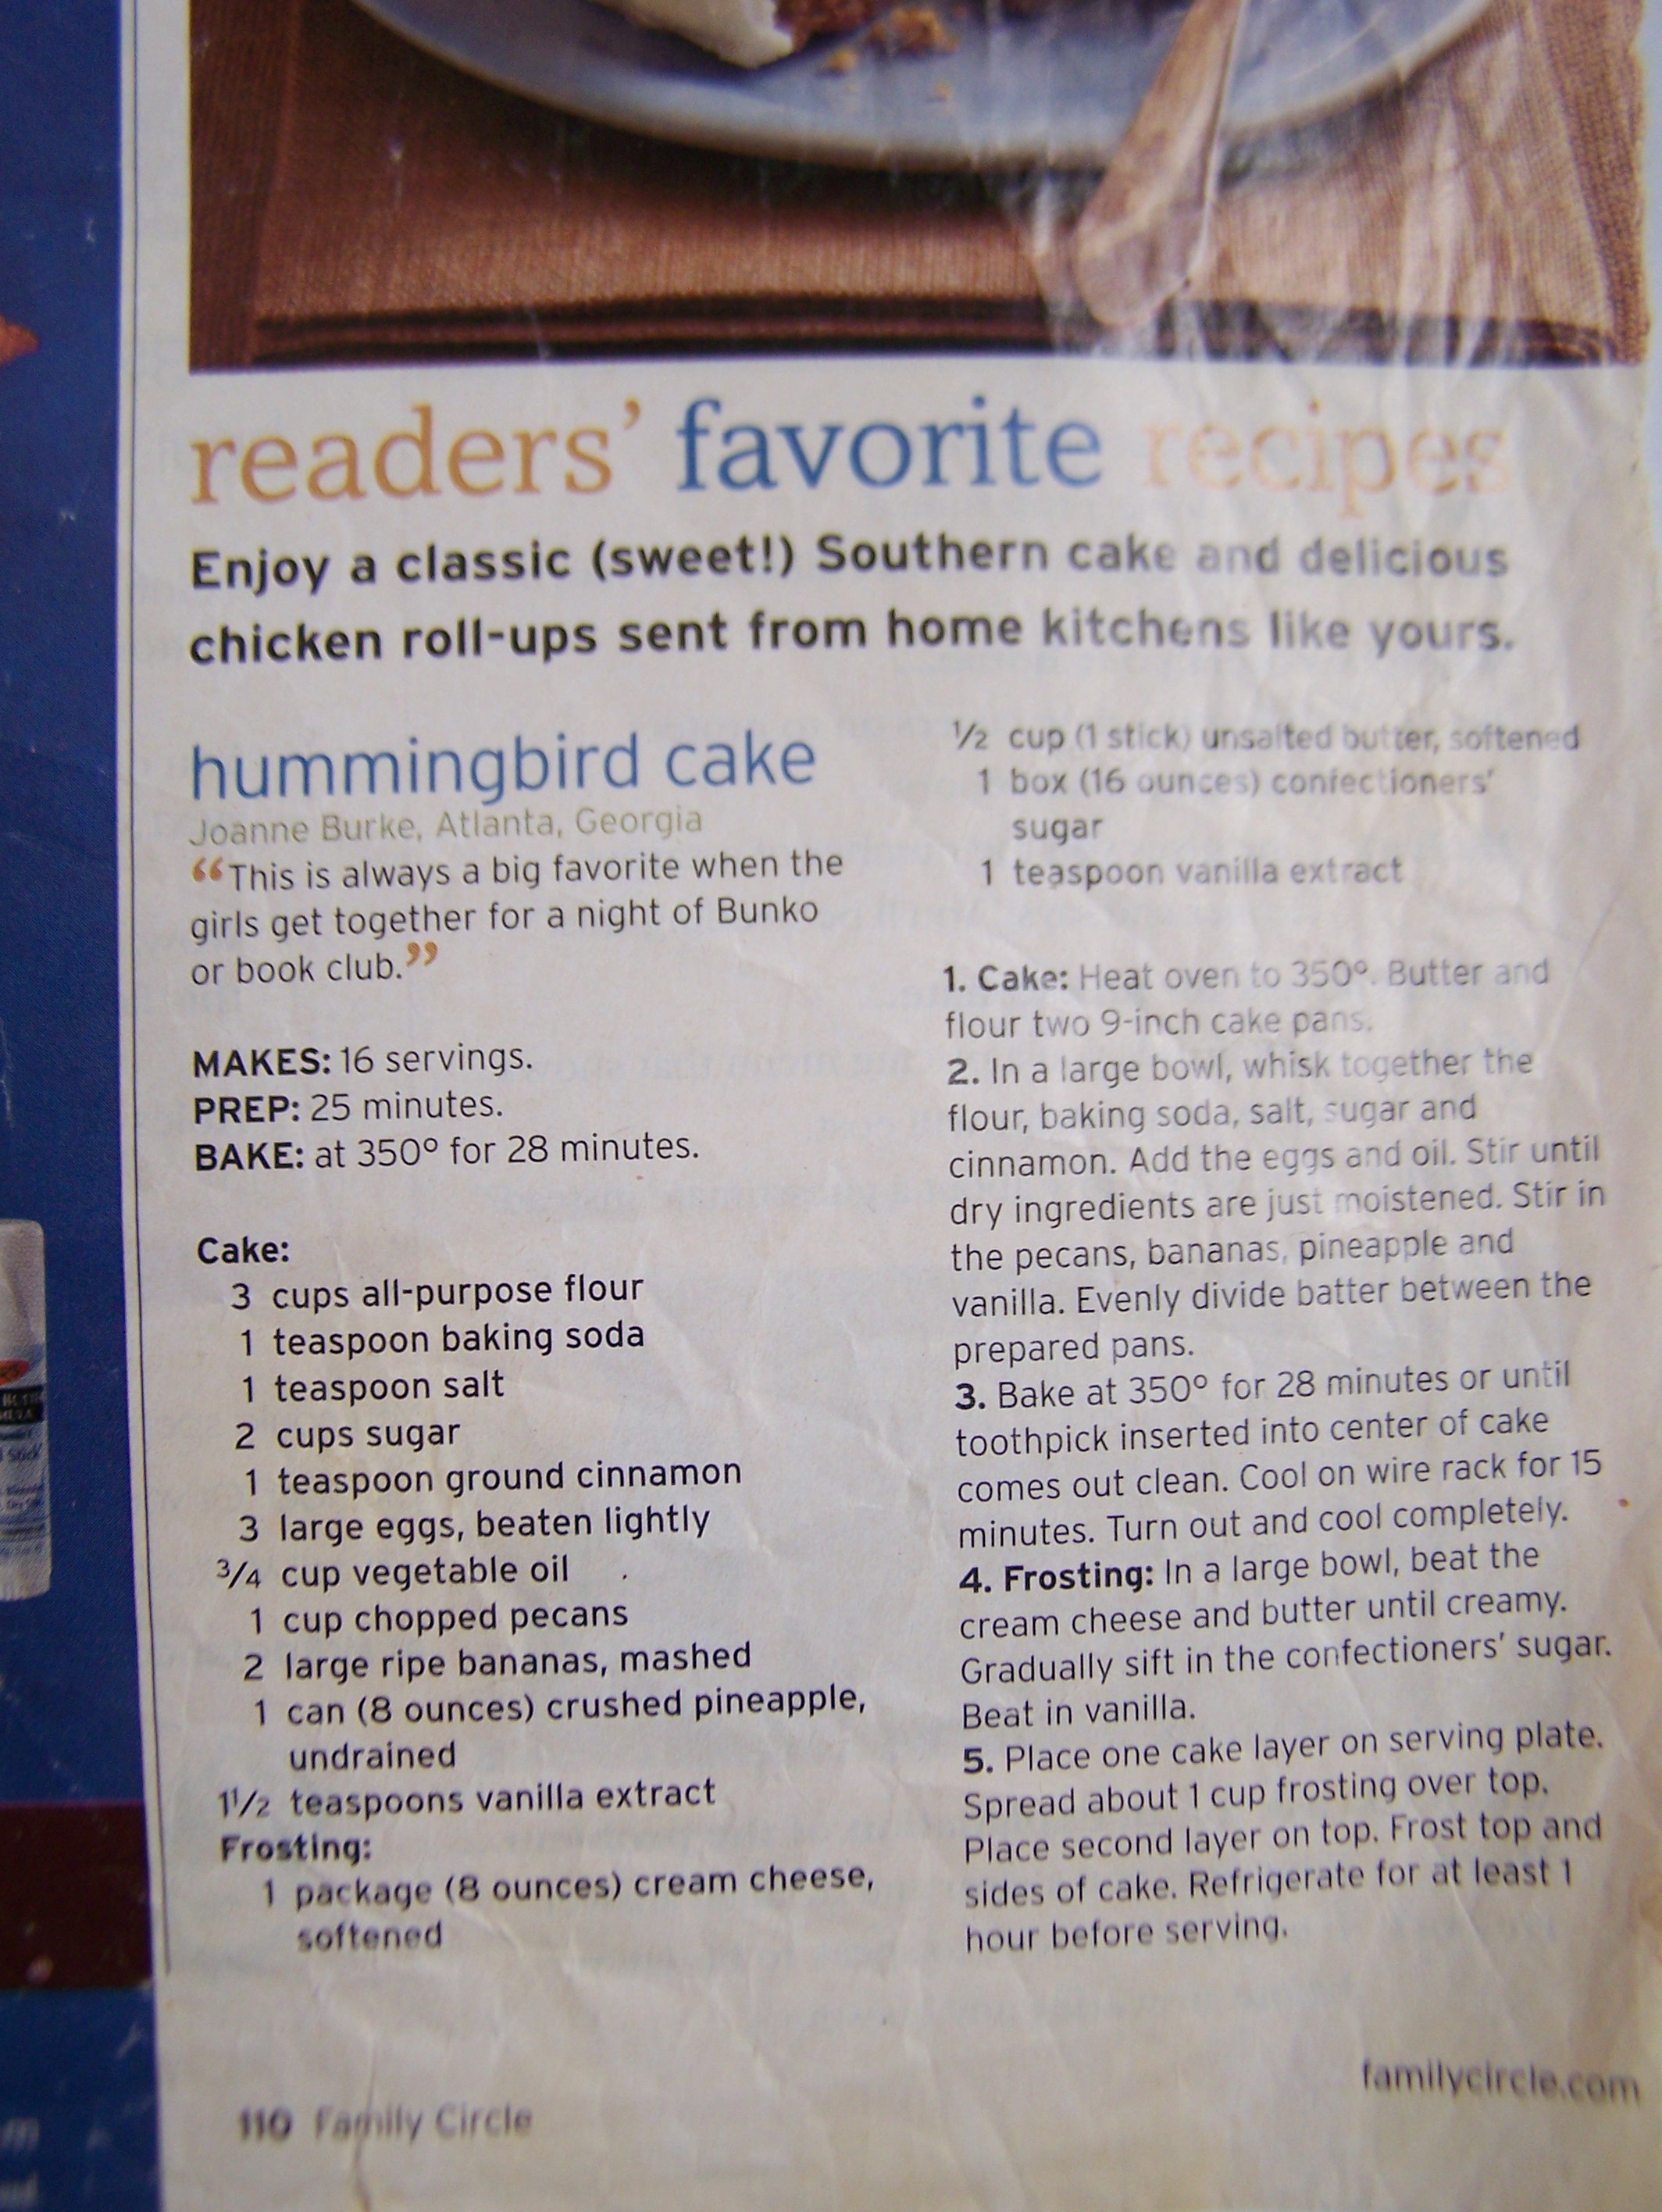 readers’ favorite recipes
Enjoy a classic (sweet!) Southern cake and delicious
chicken roll-ups sent from home kitchens like yours.
hummingbird cake
Joanne Burke, Atlanta, Georgia
“This is always a big favorite when the
girls get together for a night of Bunko
or book club.”
MAKES: 16 servings.
PREP: 25 minutes.
BAKE: at 350º for 28 minutes.
Cake:
3 cups all-purpose flour
1 teaspoon baking soda
1 teaspoon salt
2 cups sugar
1 teaspoon ground cinnamon
3 large eggs, beaten lightly
3/4 cup vegetable oil
1 cup chopped pecans
2 large ripe bananas, mashed
1 can (8 ounces) crushed pineapple,
undrained
1 1/2 teaspoons vanilla extract
Frosting:
1 package (8 ounces) cream cheese,
softened
1/2 cup (1 stick) unsalted butter, softened
1 box (16 ounces) confectioners’
sugar
1 teaspoon vanilla extract
1. Cake: Heat oven to 350º. Butter and
flour two 9-inch cake pans.
2. In a large bowl, whisk together the
flour, baking soda, salt, sugar and
cinnamon. Add the eggs and oil. Stir until
dry ingredients are just moistened. Stir in
the pecans, bananas, pineapple and
vanilla. Evenly divide batter between the
prepared pans.
3. Bake at 350º for 28 minutes or until
toothpick inserted into center of cake
comes out clean. Cool on wire rack for 15
minutes. Turn out and cool completely.
4. Frosting: In a large bowl, beat the
cream cheese and butter until creamy.
Gradually sift in the confectioners’ sugar.
Beat in vanilla.
5. Place one cake layer on serving plate.
Spread about 1 cup frosting over top.
Place second layer on top. Frost top and
sides of cake. Refrigerate for at least 1
hour before serving.
110 Family Circle
familycircle.com